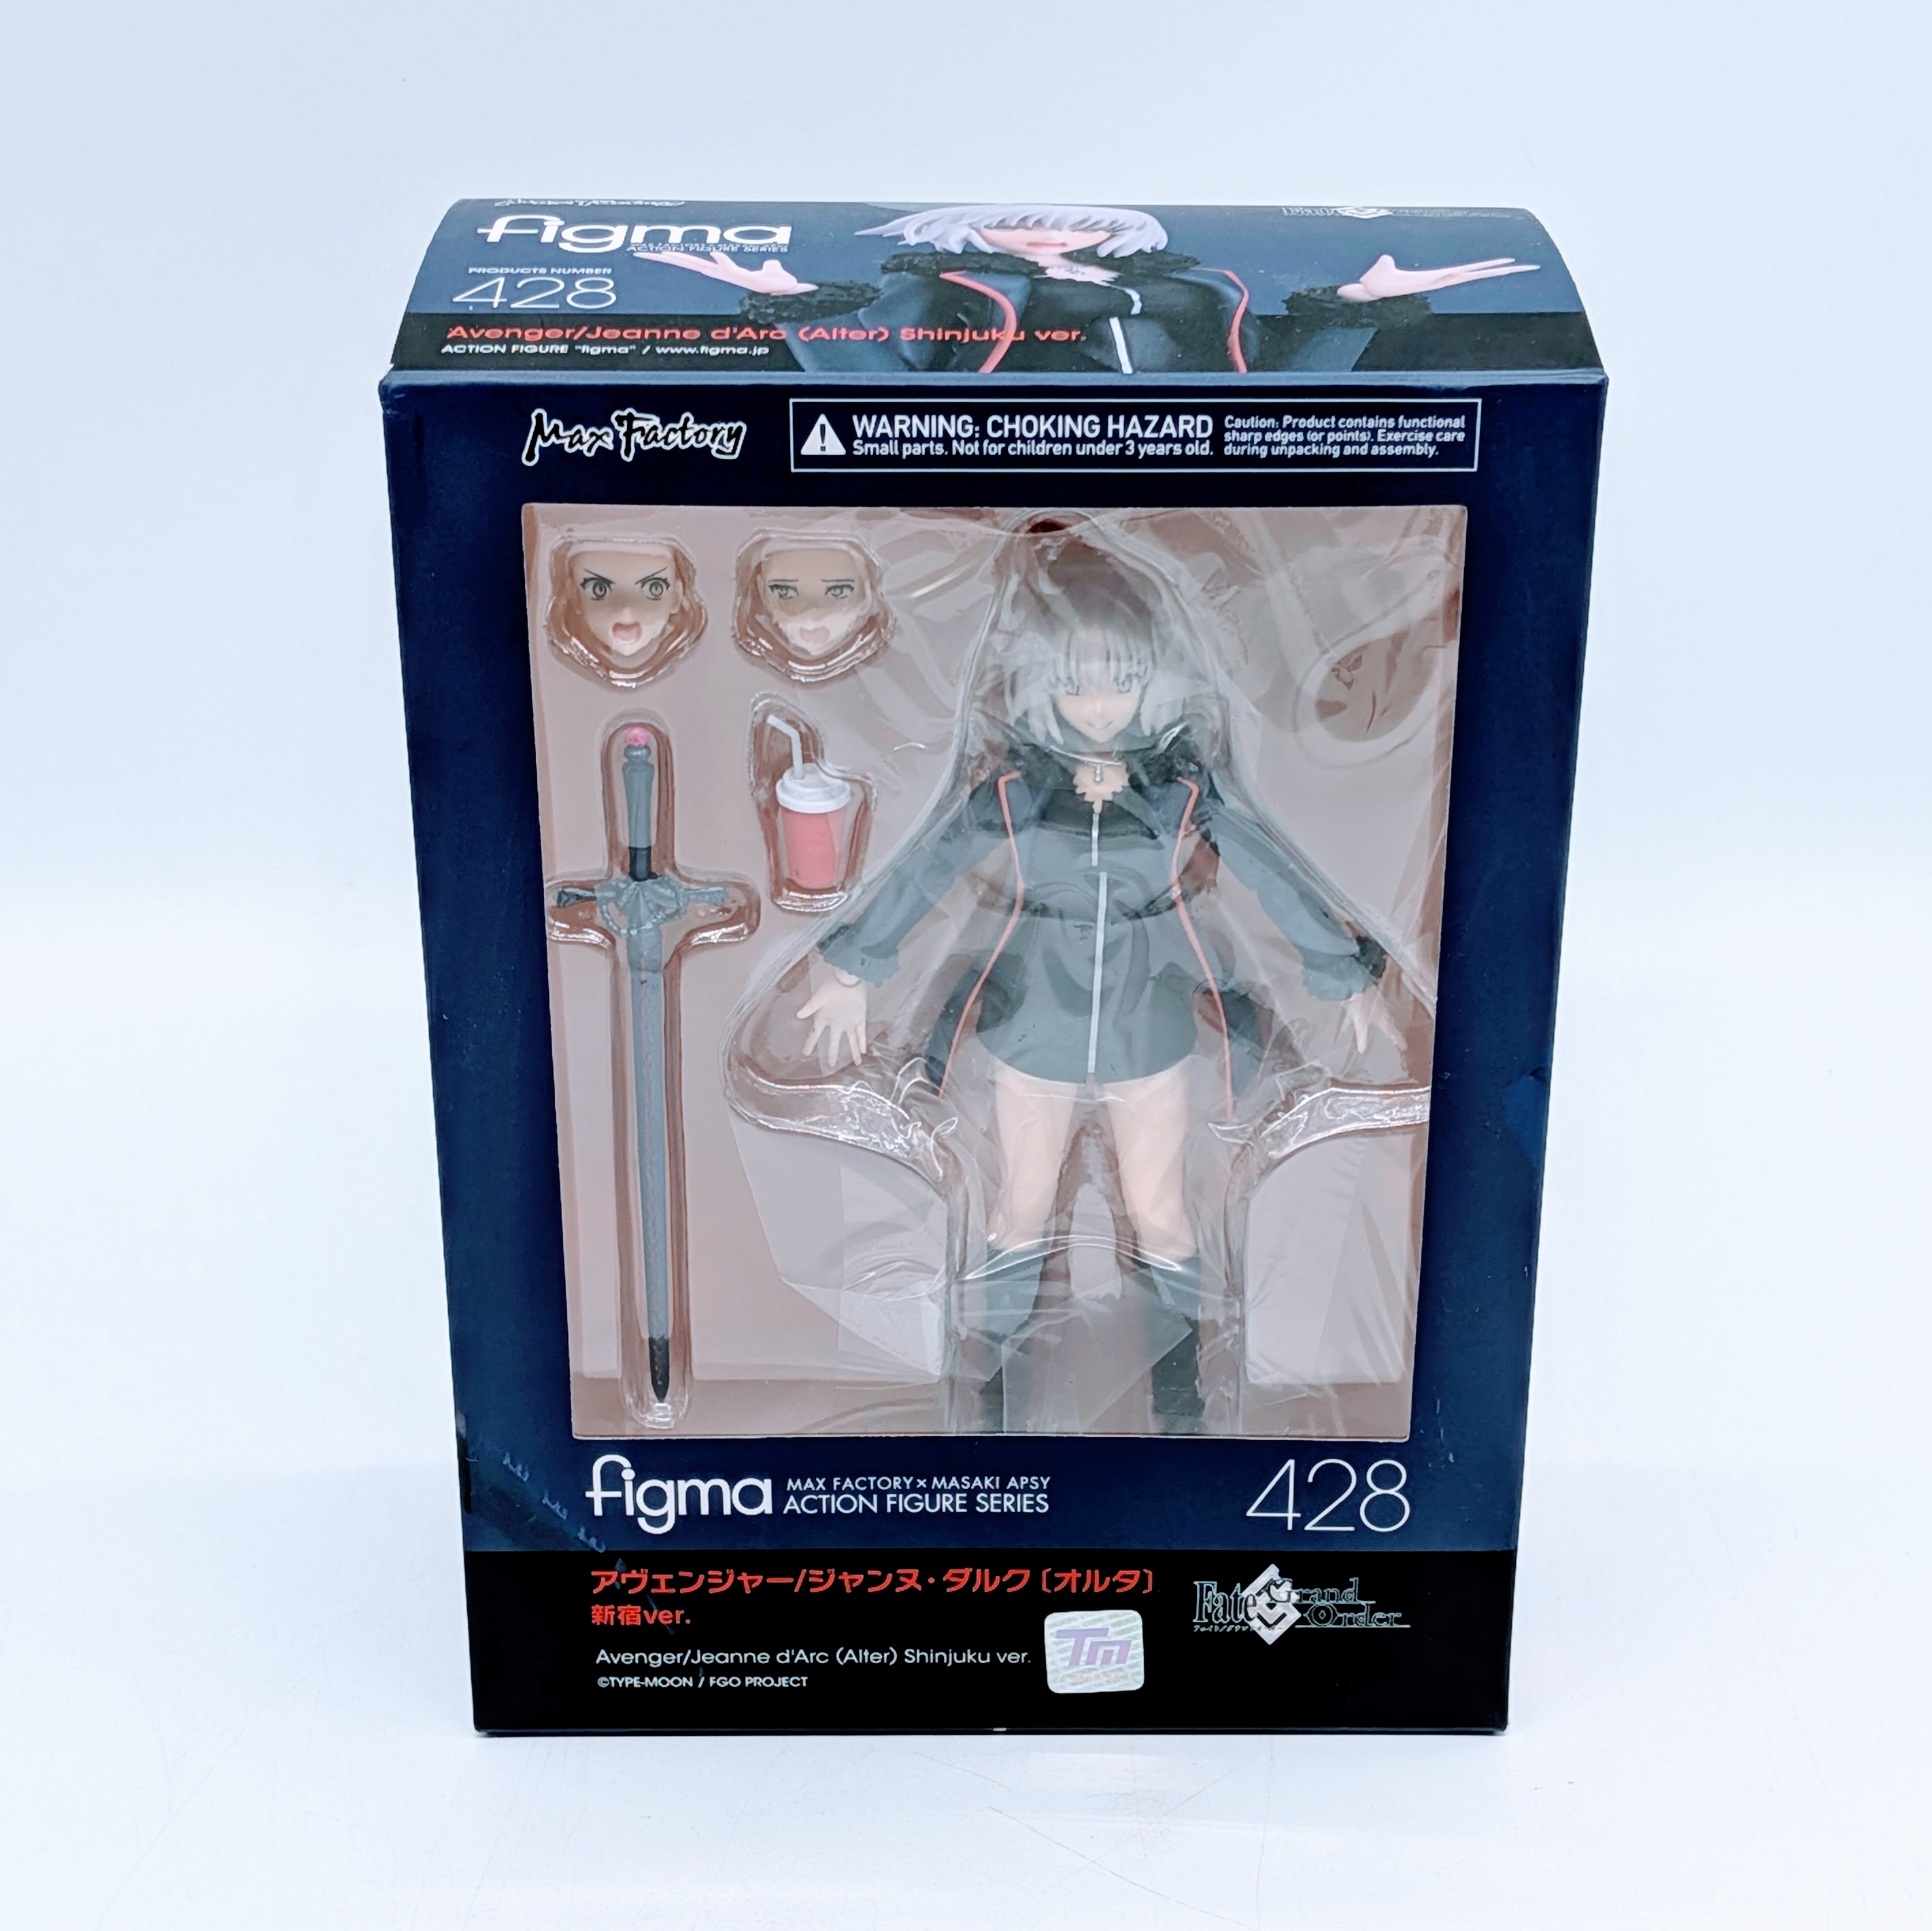 figma
ACTION FIGURE SERIES
PRODUCTS NUMBER
428
Avenger/Jeanne d'Arc (Alter) Shinjuku ver.
ACTION FIGURE "figma" / www.figma.jp
Max Factory
WARNING: CHOKING HAZARD
Small parts. Not for children under 3 years old.
Caution: Product contains functional
sharp edges (or points). Exercise care
during unpacking and assembly.
figma
MAX FACTORY×MASAKI APSY
ACTION FIGURE SERIES
428
アヴェンジャー/ジャンヌ・ダルク〔オルタ〕
新宿ver.
Avenger/Jeanne d'Arc (Alter) Shinjuku ver.
©TYPE-MOON / FGO PROJECT
Tm
Fate Grand
Order